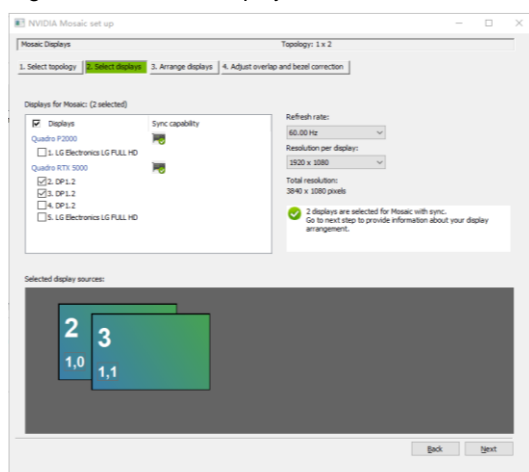 NVIDIA Mosaic set up
Mosaic Displays Topology: 1 x 2
1. Select topology 2. Select displays 3. Arrange displays 4. Adjust overlap and bezel correction
Displays for Mosaic: (2 selected)
Displays Sync capability
Quadro P2000
1. LG Electronics LG FULL HD
Quadro RTX 5000
2. DP1.2
3. DP1.2
4. DP1.2
5. LG Electronics LG FULL HD
Refresh rate:
60.00 Hz
Resolution per display:
1920 x 1080
Total resolution:
3840 x 1080 pixels
2 displays are selected for Mosaic with sync.
Go to next step to provide information about your display
arrangement.
Selected display sources:
2
1,0
3
1,1
Back Next